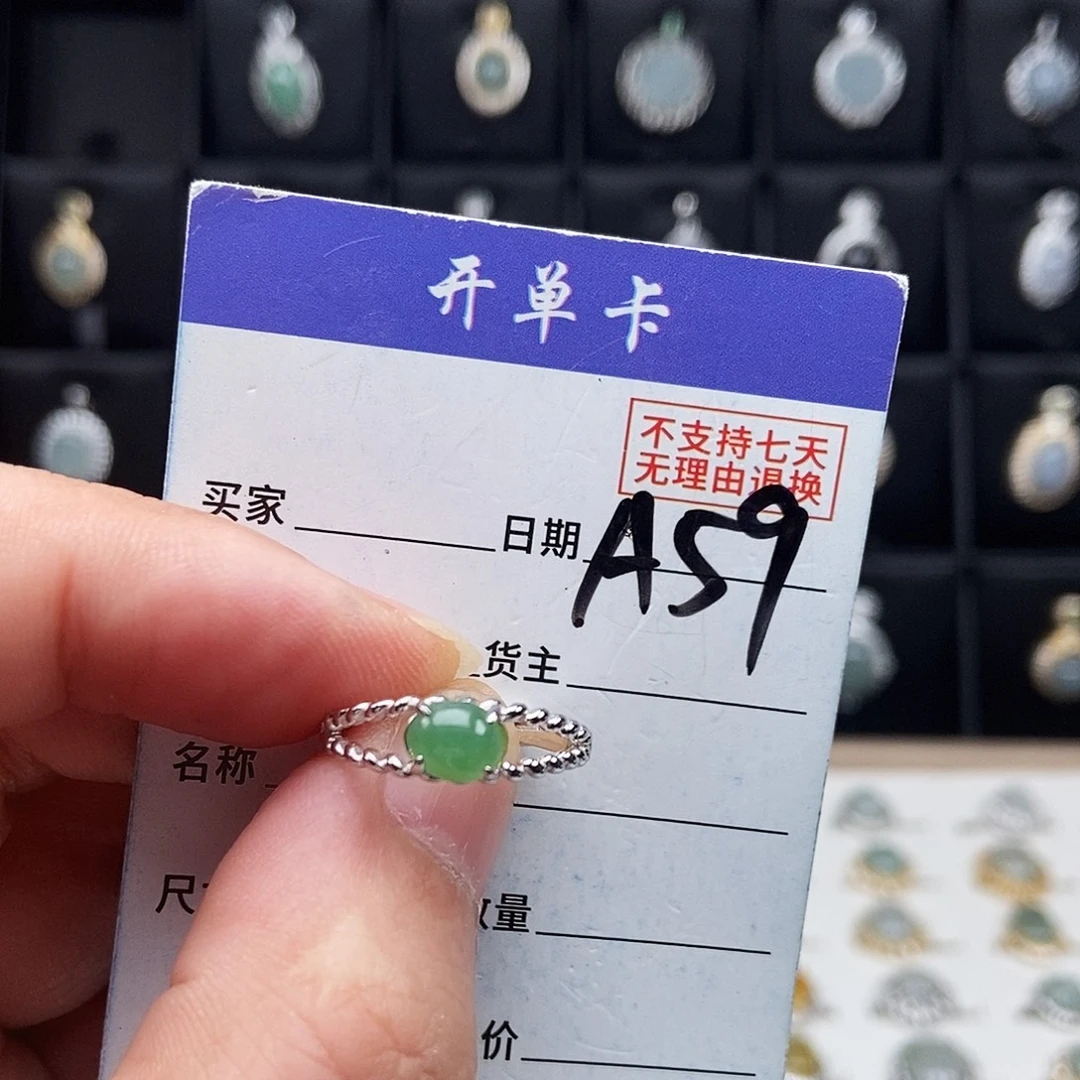 开单卡
不支持七天
无理由退换
买家 日期 A59
货主
名称
尺
数量
价